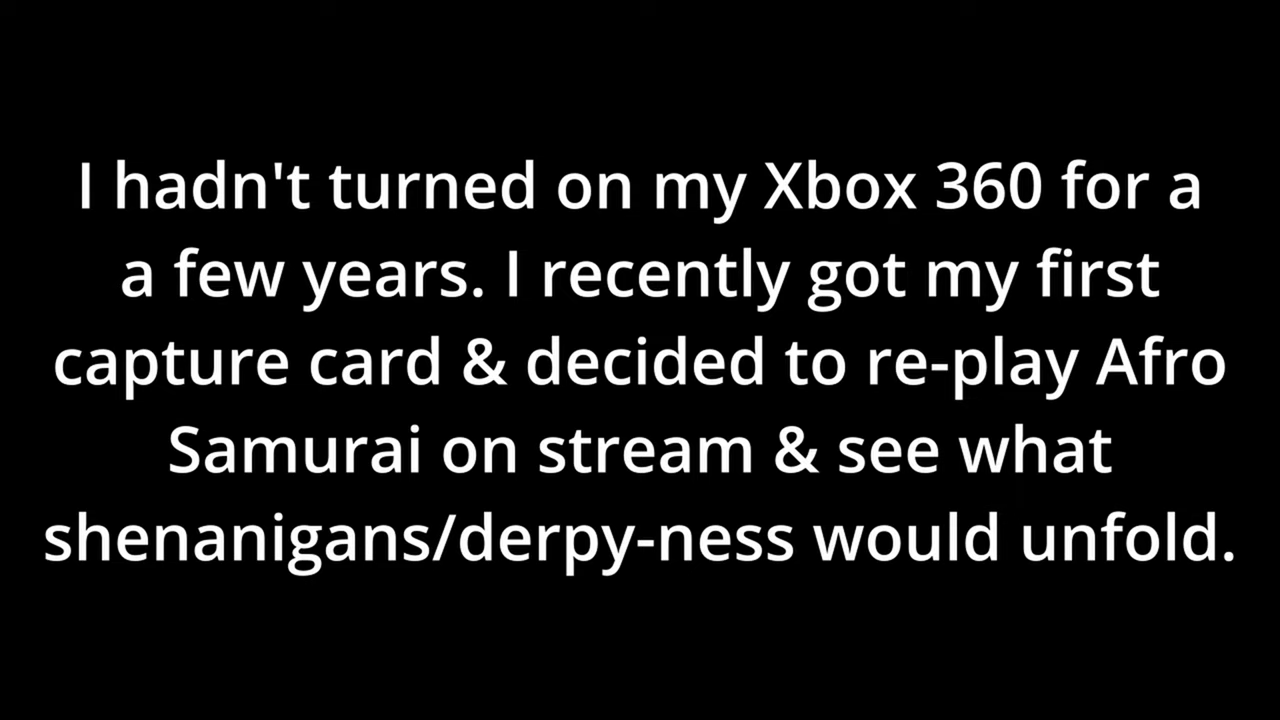 I hadn't turned on my Xbox 360 for a
a few years. I recently got my first
capture card & decided to re-play Afro
Samurai on stream & see what
shenanigans/derpy-ness would unfold.